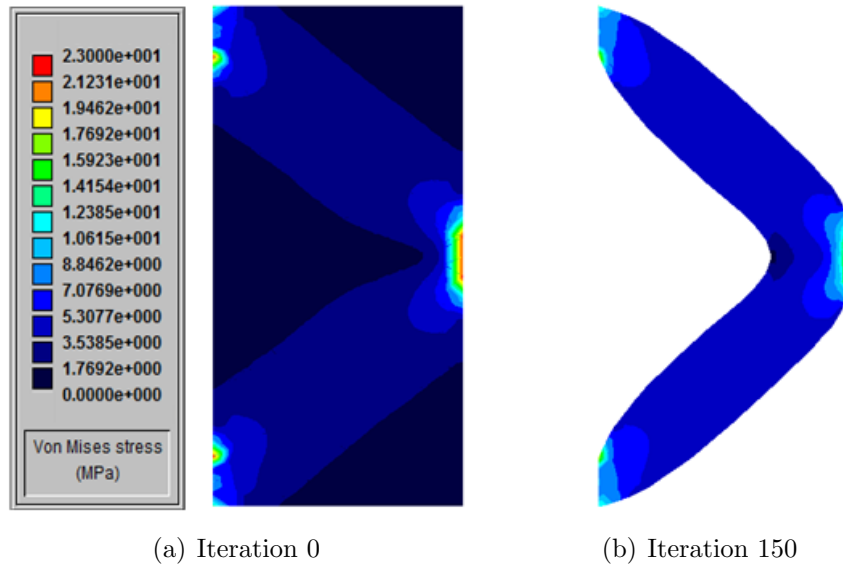 2.3000e+001
2.1231e+001
1.9462e+001
1.7692e+001
1.5923e+001
1.4154e+001
1.2385e+001
1.0615e+001
8.8462e+000
7.0769e+000
5.3077e+000
3.5385e+000
1.7692e+000
0.0000e+000
Von Mises stress
(MPa)
(a) Iteration 0
(b) Iteration 150